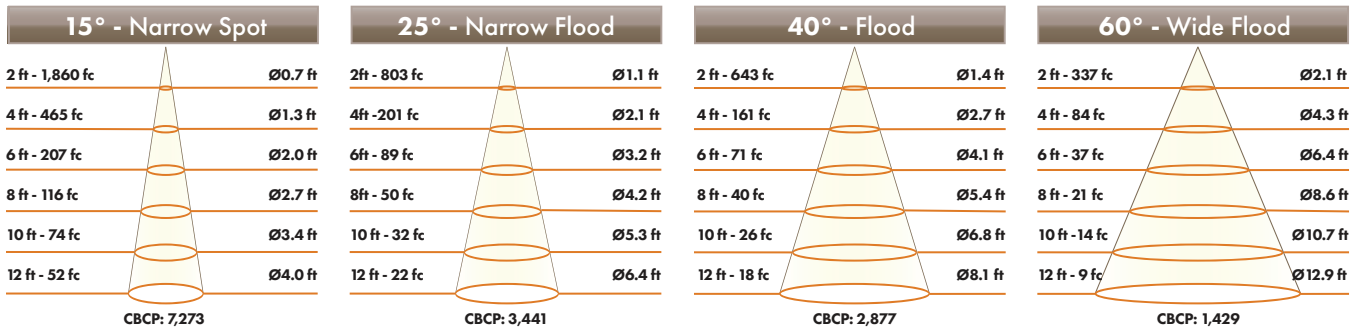 15° - Narrow Spot
2 ft - 1,860 fc Ø0.7 ft
4 ft - 465 fc Ø1.3 ft
6 ft - 207 fc Ø2.0 ft
8 ft - 116 fc Ø2.7 ft
10 ft - 74 fc Ø3.4 ft
12 ft - 52 fc Ø4.0 ft
CBCP: 7,273
25° - Narrow Flood
2ft - 803 fc Ø1.1 ft
4ft -201 fc Ø2.1 ft
6ft - 89 fc Ø3.2 ft
8ft - 50 fc Ø4.2 ft
10 ft - 32 fc Ø5.3 ft
12 ft - 22 fc Ø6.4 ft
CBCP: 3,441
40° - Flood
2 ft - 643 fc Ø1.4 ft
4 ft - 161 fc Ø2.7 ft
6 ft - 71 fc Ø4.1 ft
8 ft - 40 fc Ø5.4 ft
10 ft - 26 fc Ø6.8 ft
12 ft - 18 fc Ø8.1 ft
CBCP: 2,877
60° - Wide Flood
2 ft - 337 fc Ø2.1 ft
4 ft - 84 fc Ø4.3 ft
6 ft - 37 fc Ø6.4 ft
8 ft - 21 fc Ø8.6 ft
10 ft -14 fc Ø10.7 ft
12 ft - 9 fc Ø12.9 ft
CBCP: 1,429